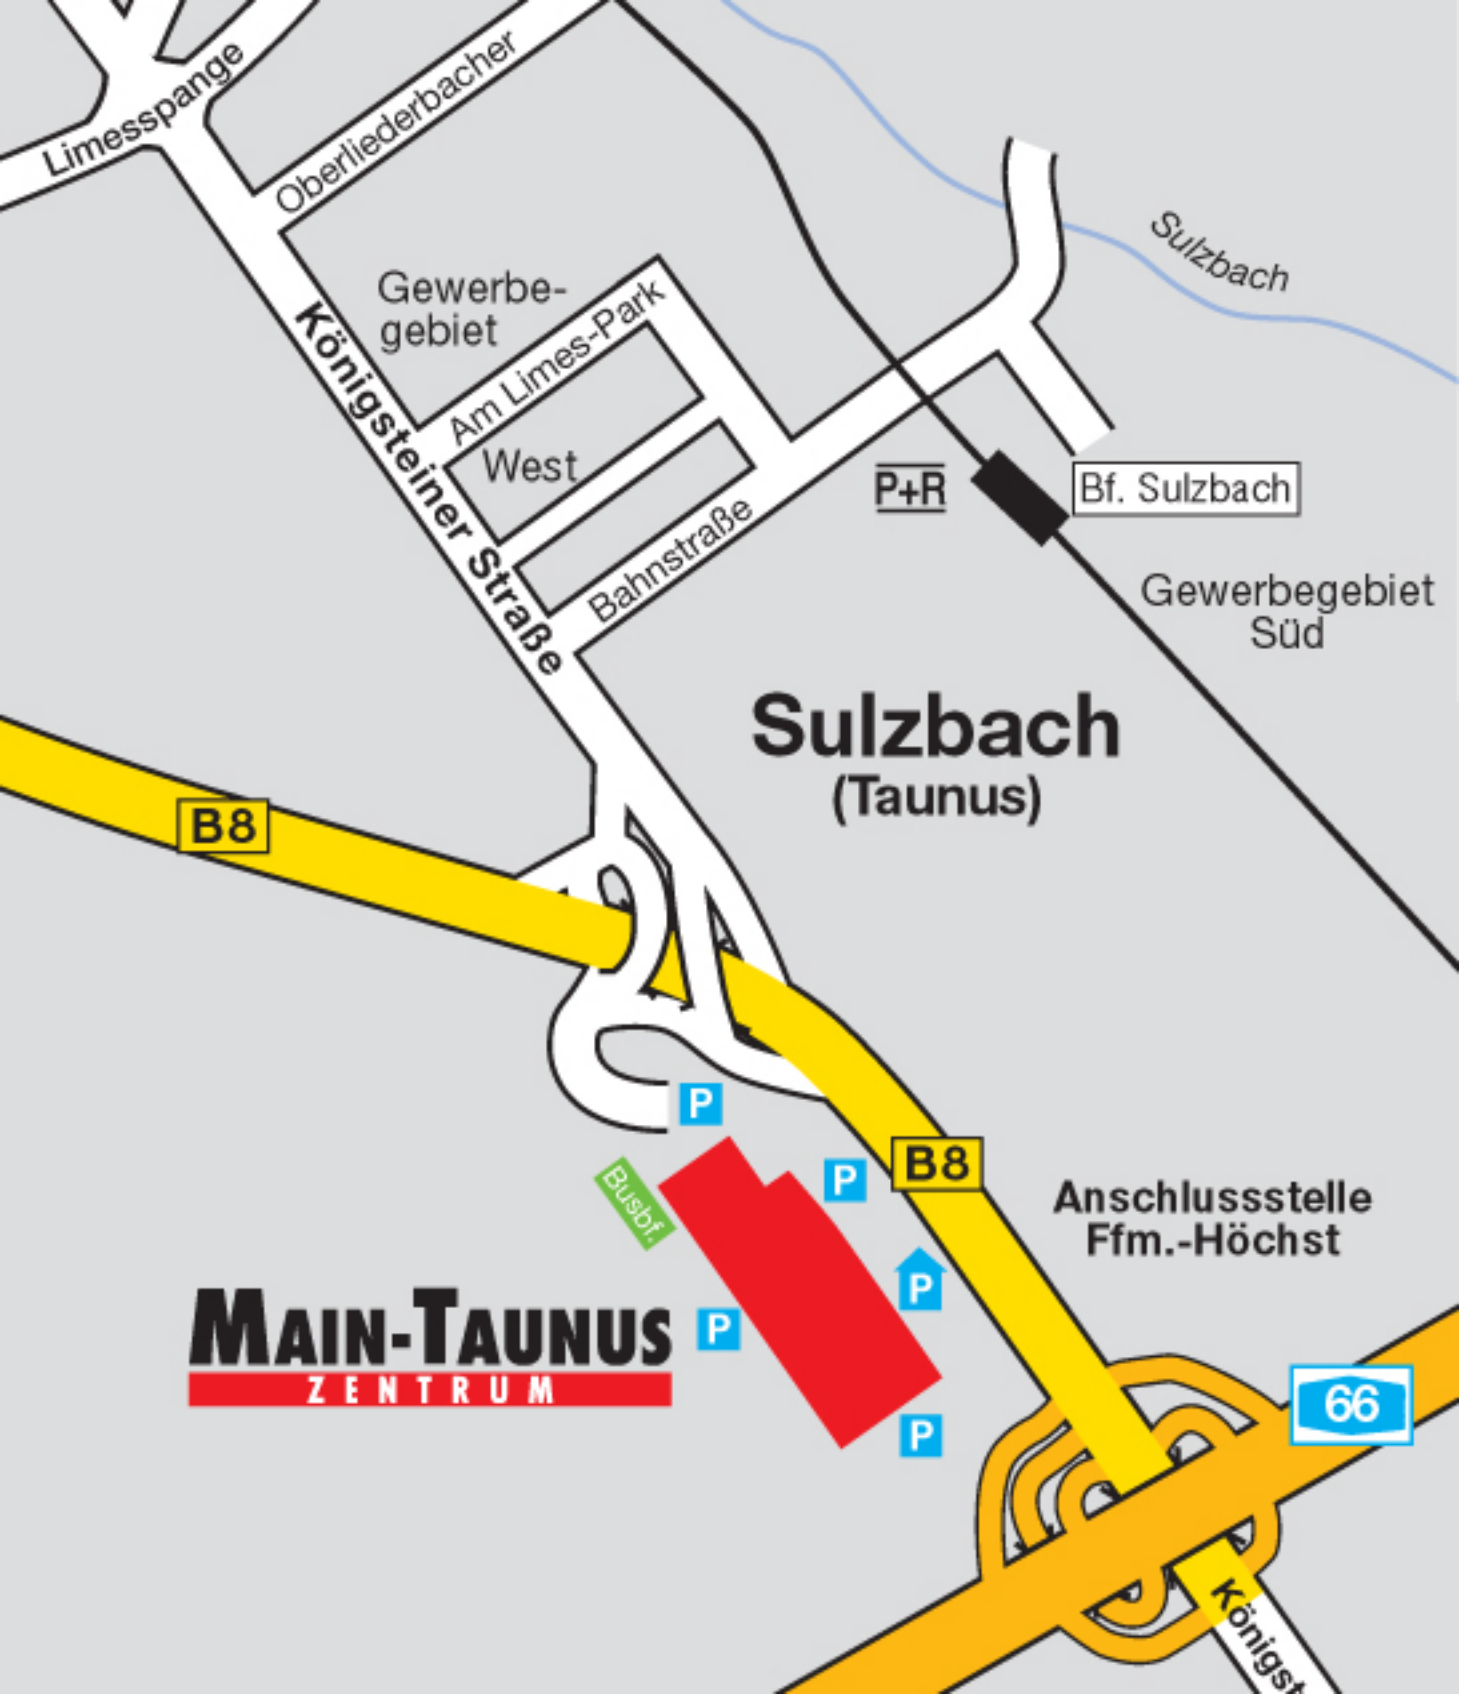 Limesspange
Oberliederbacher
Sulzbach
Gewerbe-
gebiet
Am Limes-Park
West
Königsteiner Straße
Bahnstraße
P+R
Bf. Sulzbach
Gewerbegebiet
Süd
Sulzbach
(Taunus)
B8
P
Busbf.
P
B8
Anschlussstelle
Ffm.-Höchst
P
MAIN-TAUNUS
ZENTRUM
P
66
P
Königst